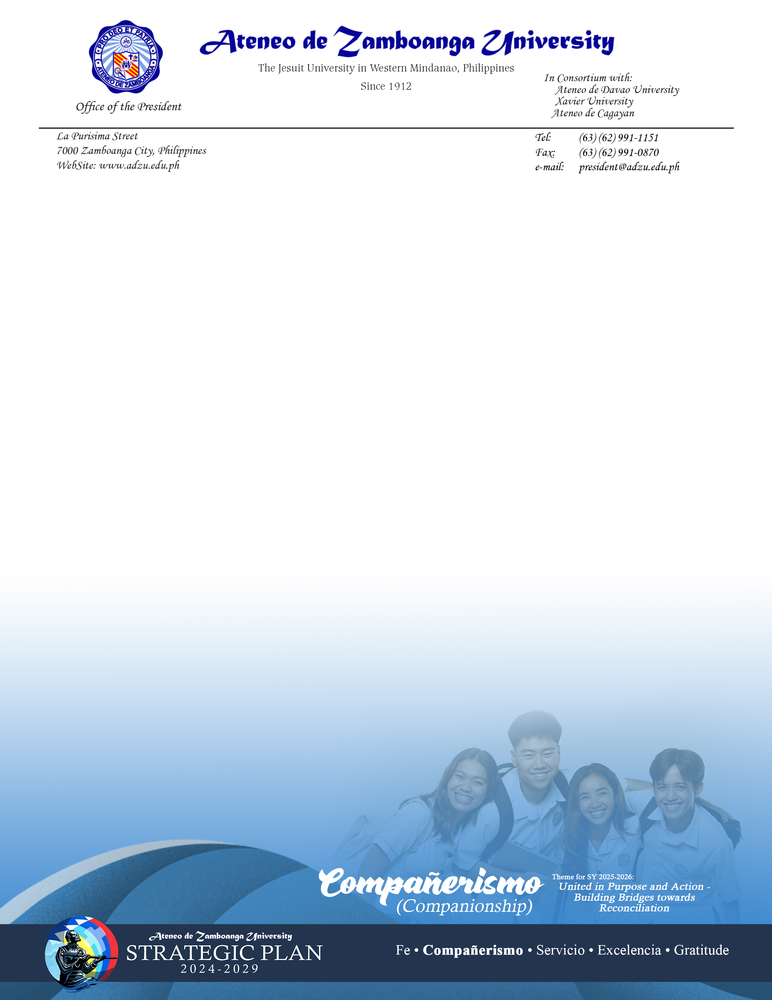 PRO DEO ET PATRIA
JHS
ATENEO DE ZAMBOANGA
Ateneo de Zamboanga University
The Jesuit University in Western Mindanao, Philippines
Since 1912
Office of the President
In Consortium with:
Ateneo de Davao University
Xavier University
Ateneo de Cagayan
La Purisima Street
7000 Zamboanga City, Philippines
WebSite: www.adzu.edu.ph
Tel: (63) (62) 991-1151
Fax: (63) (62) 991-0870
e-mail: president@adzu.edu.ph
Compañerismo
(Companionship)
Theme for SY 2025-2026:
United in Purpose and Action -
Building Bridges towards
Reconciliation
Ateneo de Zamboanga University
STRATEGIC PLAN
2024-2029
Fe • Compañerismo • Servicio • Excelencia • Gratitude